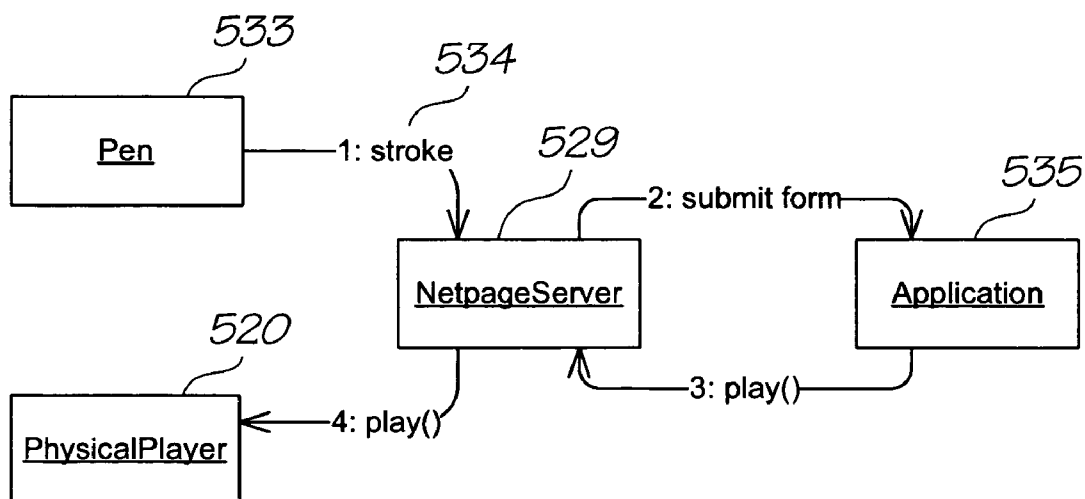 533
534
Pen
1: stroke
529
535
2: submit form
NetpageServer
Application
520
3: play()
4: play()
PhysicalPlayer